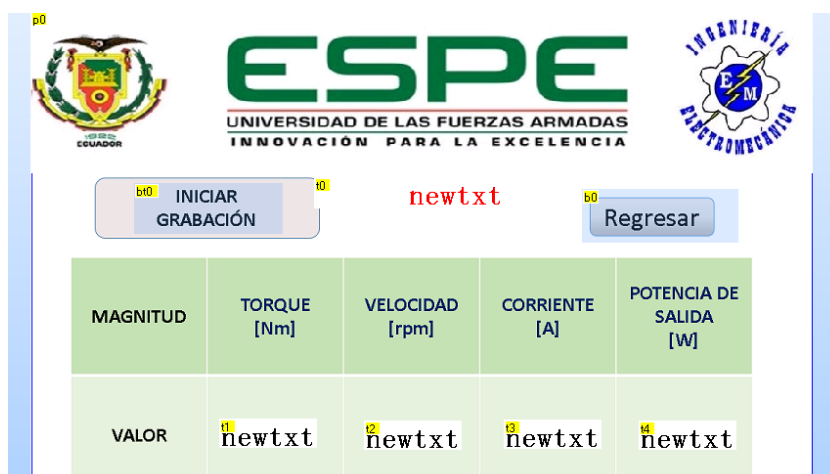 p0
ESPE
UNIVERSIDAD DE LAS FUERZAS ARMADAS
INNOVACIÓN PARA LA EXCELENCIA
1922
ECUADOR
INGENIERÍA
E M
ELECTROMECÁNICA
bt0 INICIAR
GRABACIÓN
t0
newtxt
b0
Regresar
MAGNITUD
TORQUE
[Nm]
VELOCIDAD
[rpm]
CORRIENTE
[A]
POTENCIA DE
SALIDA
[W]
VALOR
t1
newtxt
t2
newtxt
t3
newtxt
t4
newtxt